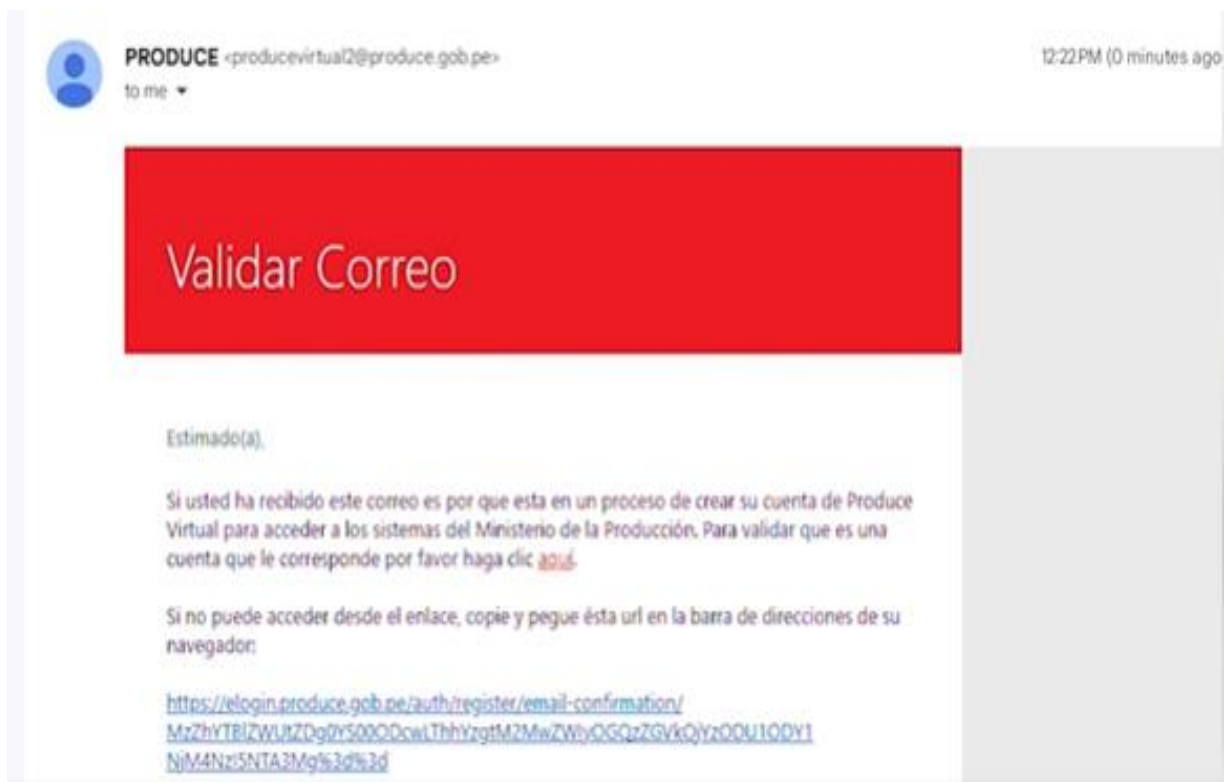 PRODUCE <producevirtual2@produce.gob.pe>
12:22 PM (0 minutes ago
to me
Validar Correo
Estimado(a),
Si usted ha recibido este correo es por que esta en un proceso de crear su cuenta de Produce
Virtual para acceder a los sistemas del Ministerio de la Producción. Para validar que es una
cuenta que le corresponde por favor haga clic aquí.
Si no puede acceder desde el enlace, copie y pegue ésta url en la barra de direcciones de su
navegador:
https://elogin.produce.gob.pe/auth/register/email-confirmation/